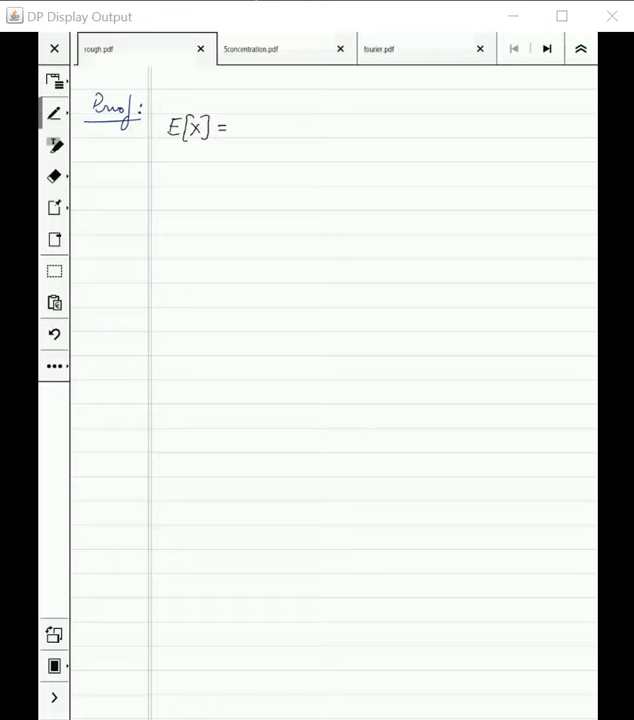 DP Display Output
rough.pdf
5concentration.pdf
fourier.pdf
Proof:
E[X] =